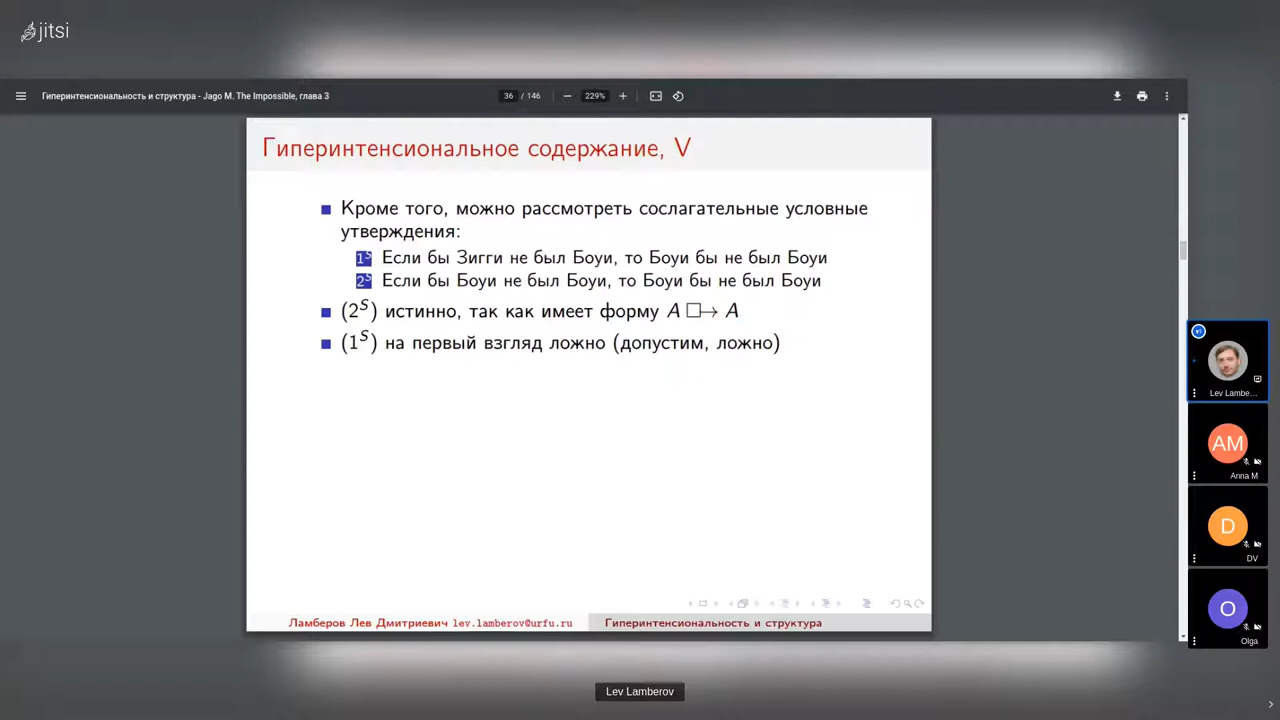 jitsi
Гиперинтенсиональность и структура - Jago M. The Impossible, глава 3
36 / 146
229%
Гиперинтенсиональное содержание, V
Кроме того, можно рассмотреть сослагательные условные
утверждения:
1ˢ Если бы Зигги не был Боуи, то Боуи бы не был Боуи
2ˢ Если бы Боуи не был Боуи, то Боуи бы не был Боуи
(2ˢ) истинно, так как имеет форму A □→ A
(1ˢ) на первый взгляд ложно (допустим, ложно)
Ламберов Лев Дмитриевич lev.lamberov@urfu.ru
Гиперинтенсиональность и структура
Lev Lambe...
AM
Anna M
D
DV
O
Olga
Lev Lamberov